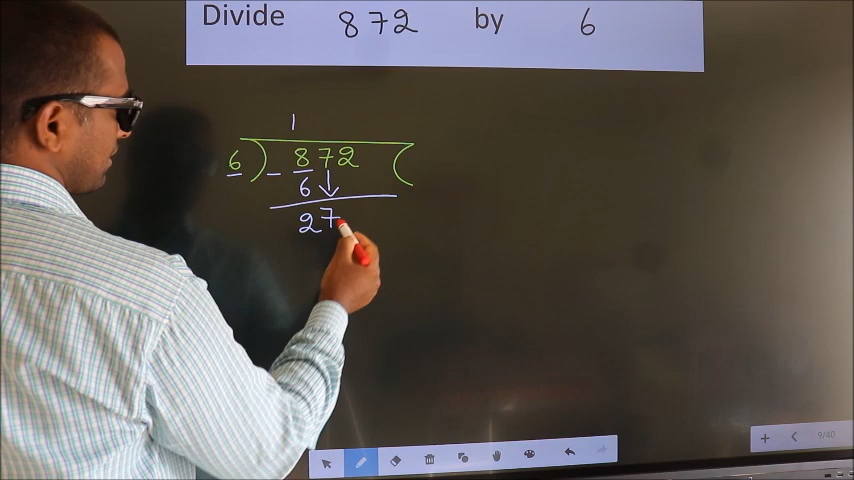 Divide 872 by 6
1
6 ) 872 (
- 6 ↓
27
+ < 9/40